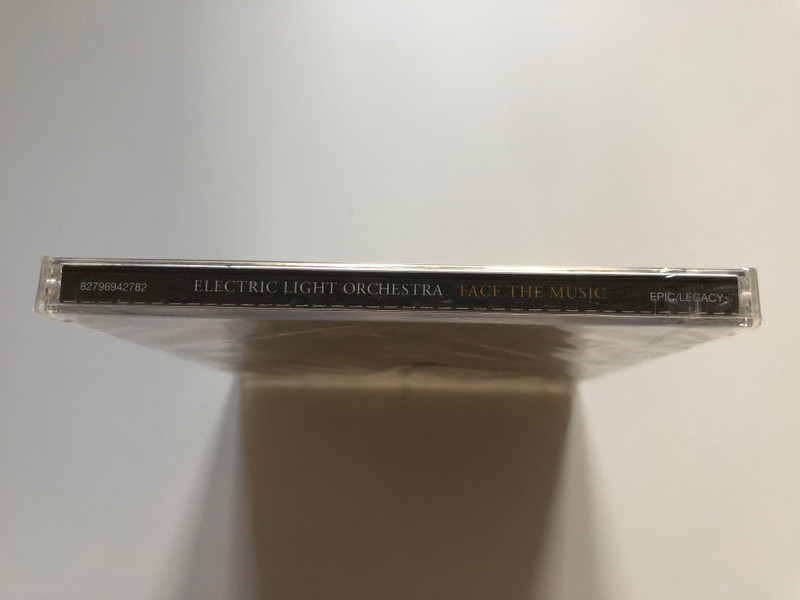 82796942782 ELECTRIC LIGHT ORCHESTRA FACE THE MUSIC EPIC/LEGACY